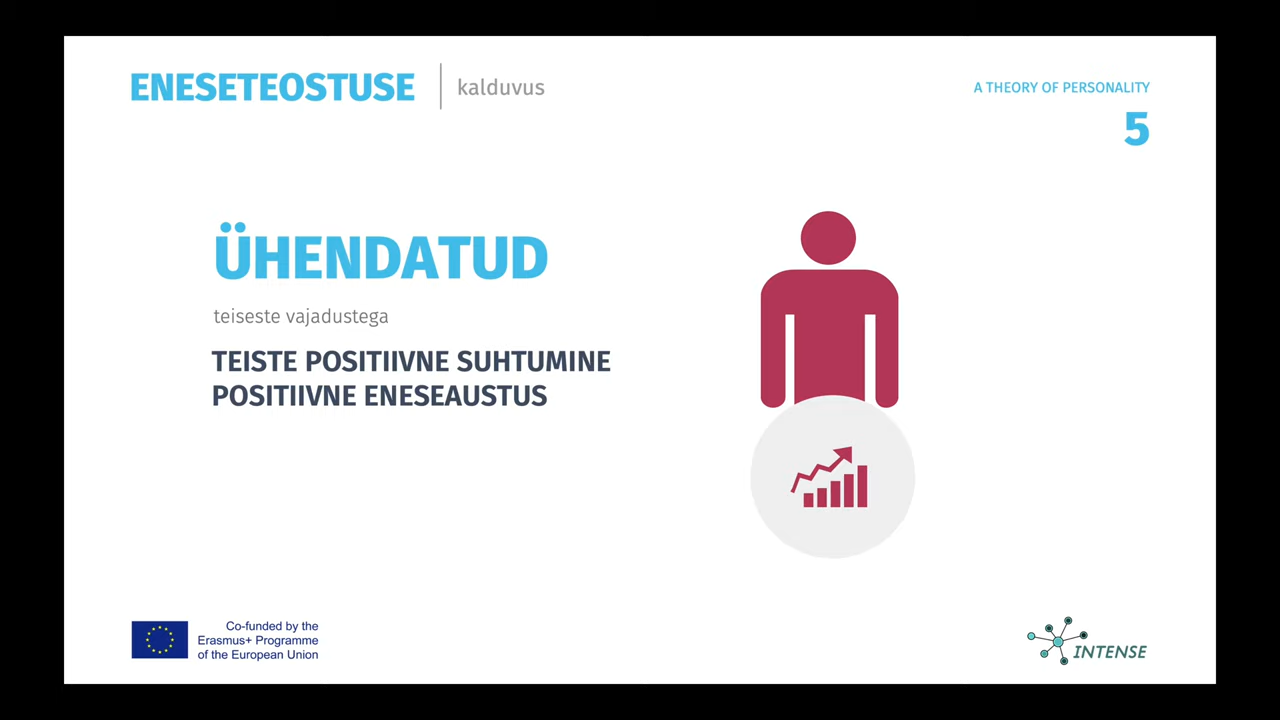 ENESETEOSTUSE
kalduvus
A THEORY OF PERSONALITY
5
ÜHENDATUD
teiseste vajadustega
TEISTE POSITIIVNE SUHTUMINE
POSITIIVNE ENESEAUSTUS
Co-funded by the
Erasmus+ Programme
of the European Union
INTENSE